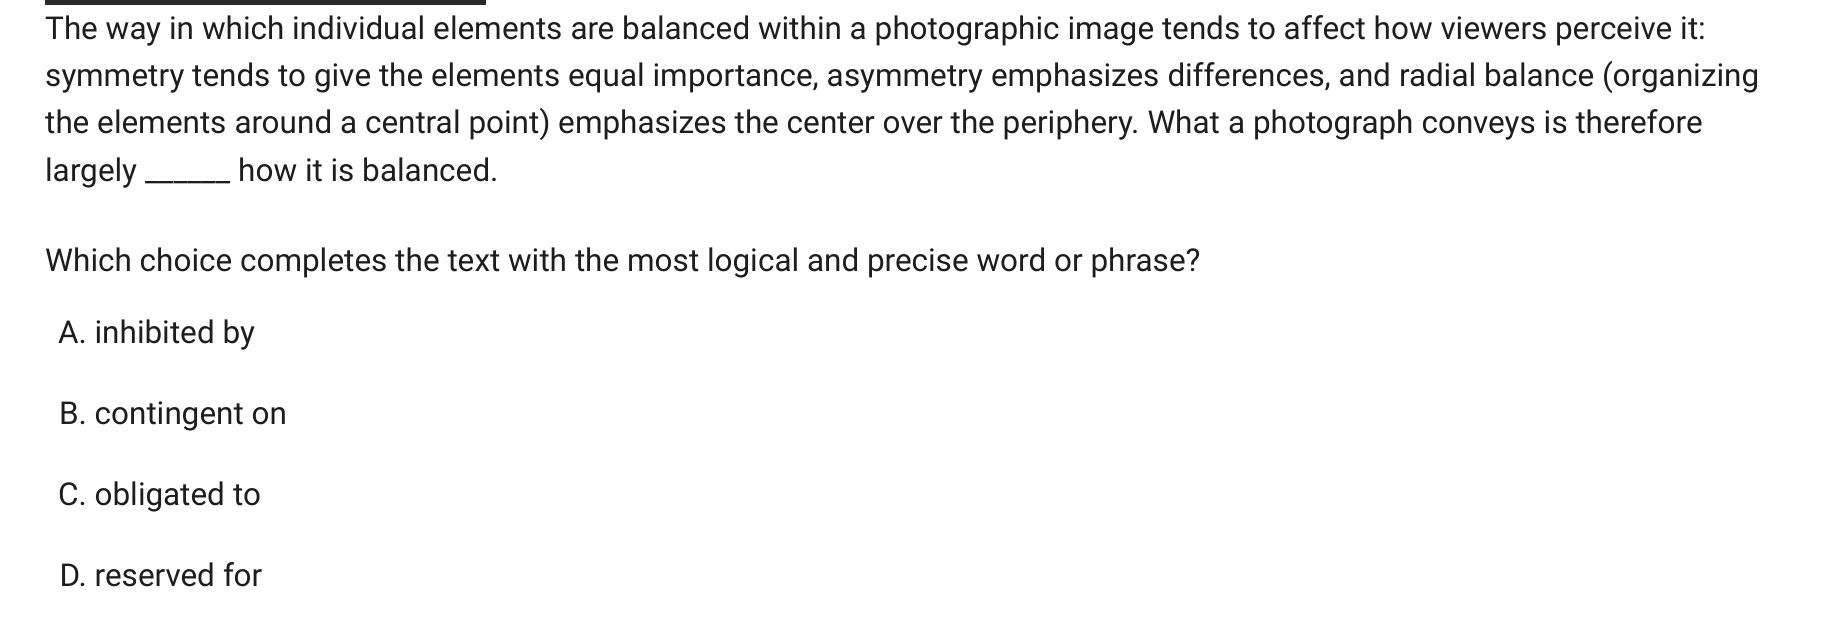 The way in which individual elements are balanced within a photographic image tends to affect how viewers perceive it:
symmetry tends to give the elements equal importance, asymmetry emphasizes differences, and radial balance (organizing
the elements around a central point) emphasizes the center over the periphery. What a photograph conveys is therefore
largely ______ how it is balanced.
Which choice completes the text with the most logical and precise word or phrase?
A. inhibited by
B. contingent on
C. obligated to
D. reserved for